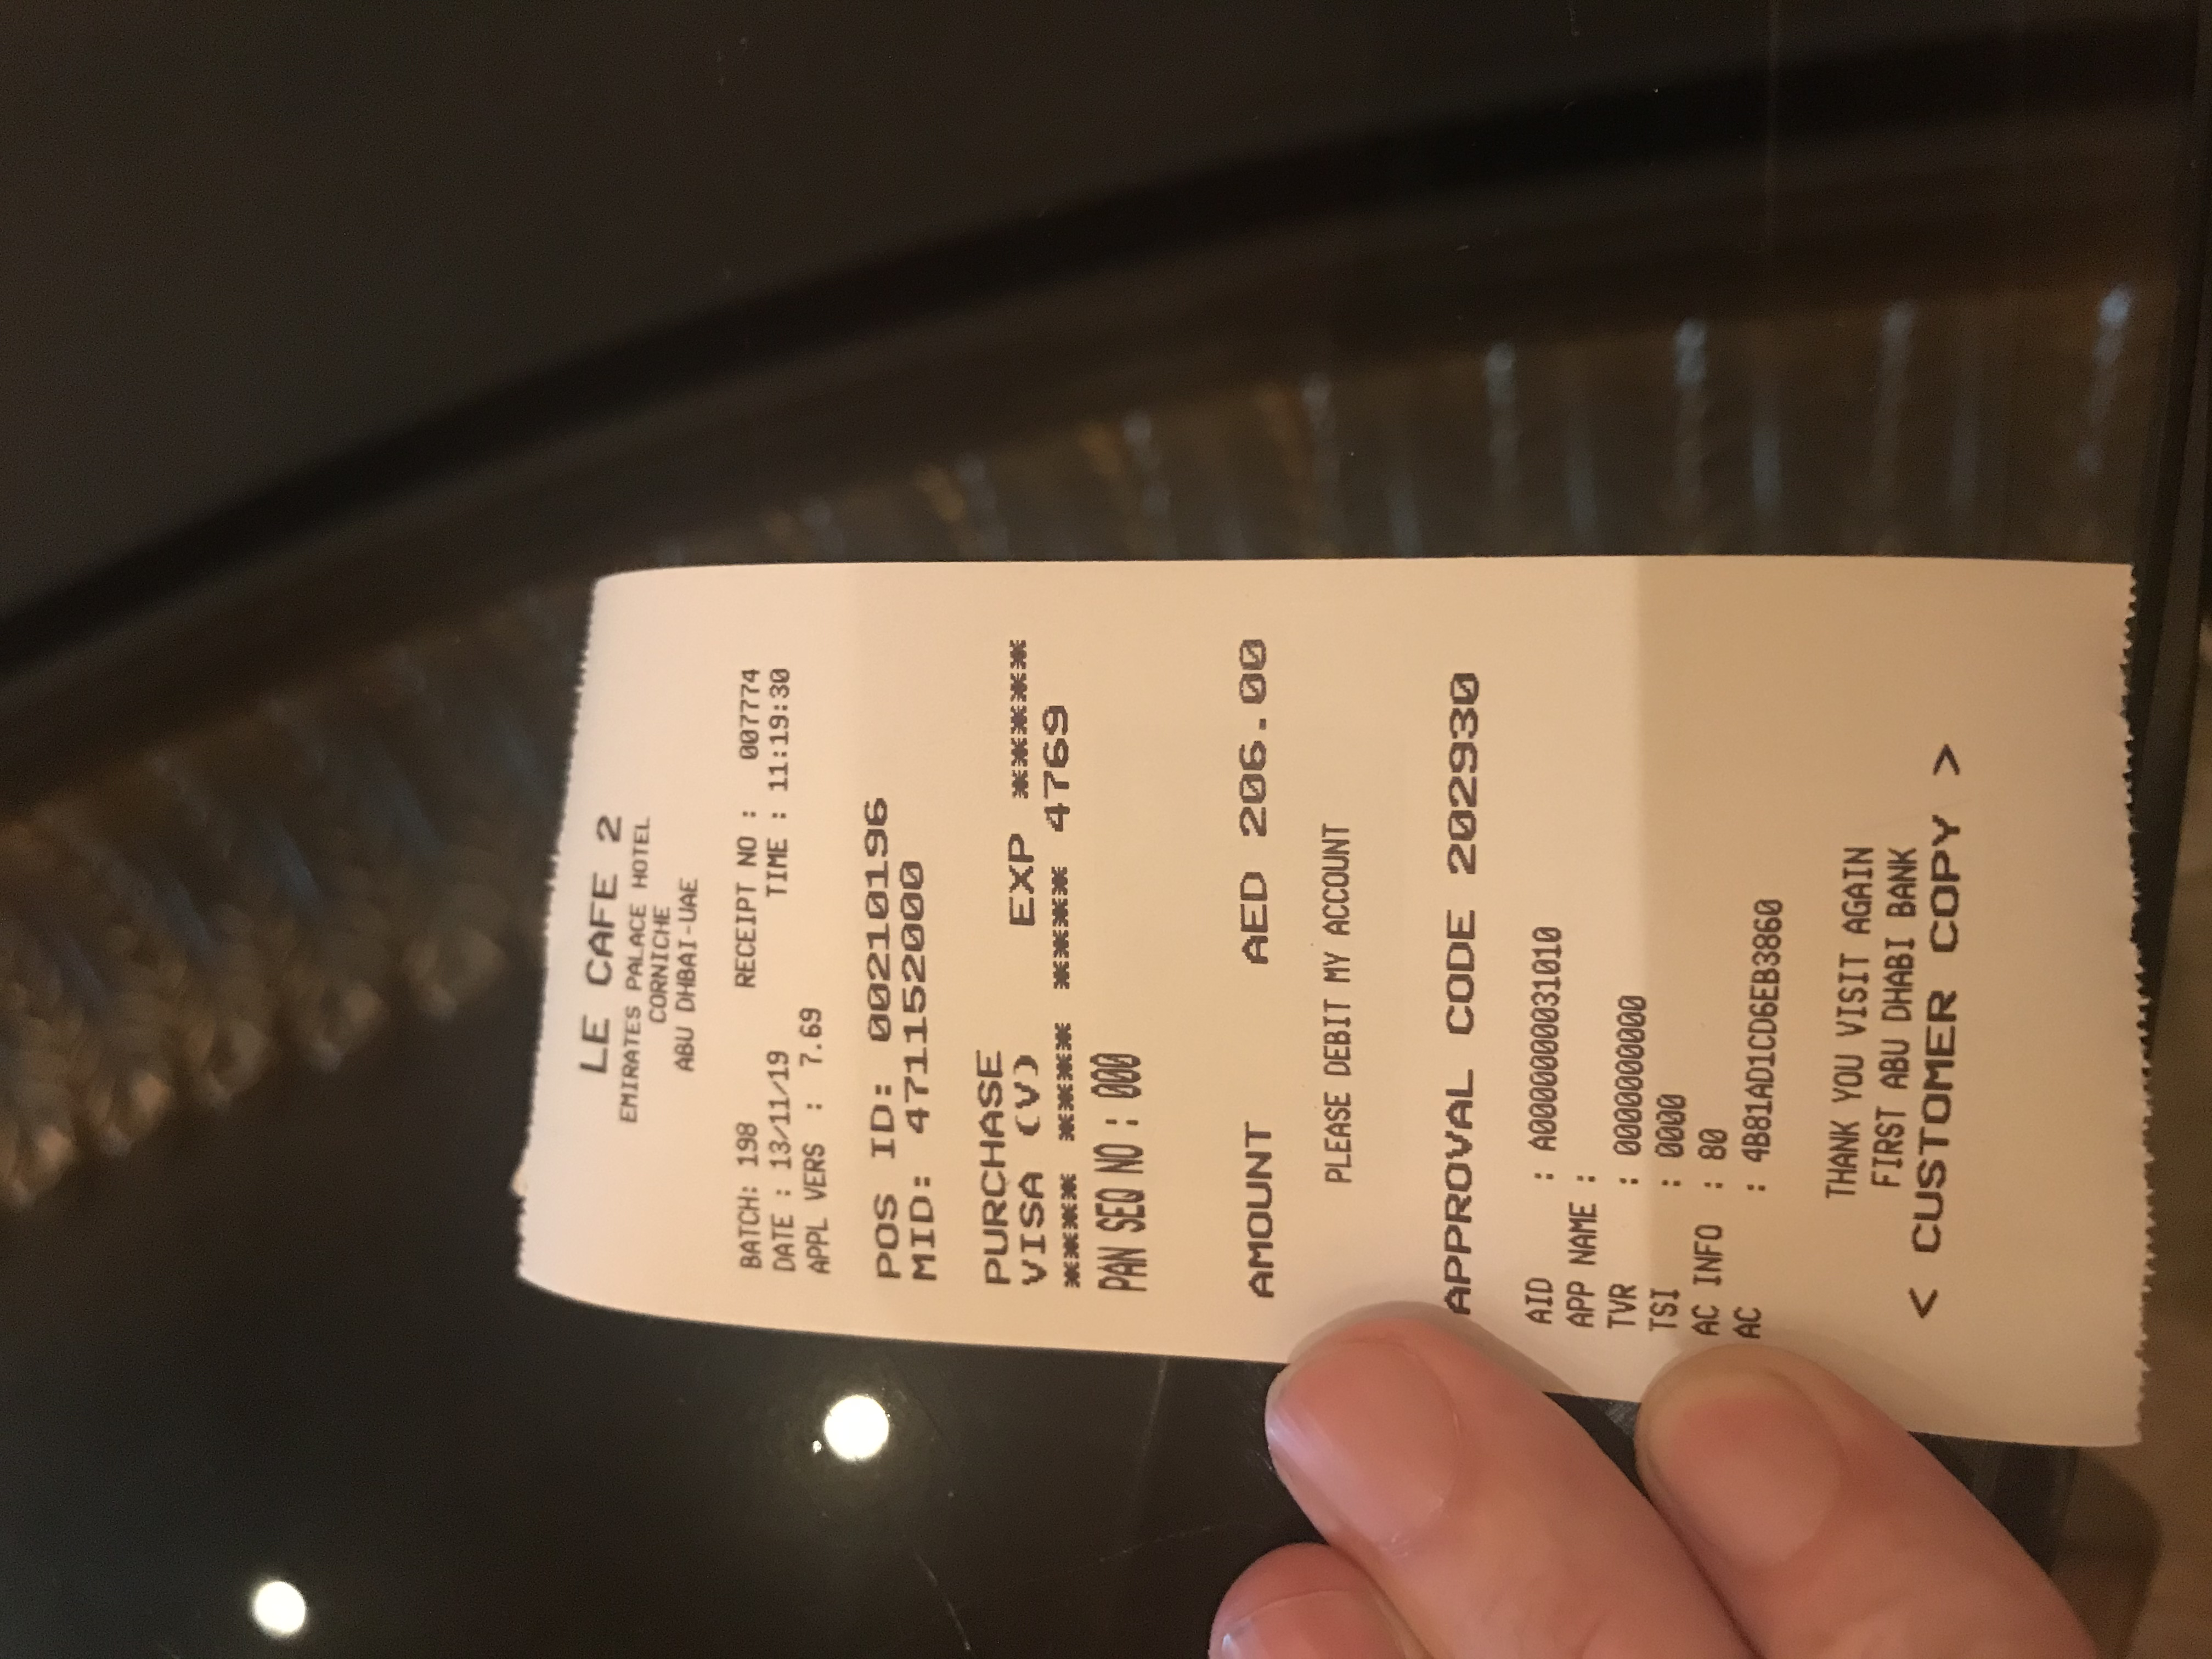 LE CAFE 2
EMIRATES PALACE HOTEL
CORNICHE
ABU DHBAI-UAE
BATCH: 198 RECEIPT NO : 007774
DATE : 13/11/19 TIME : 11:19:30
APPL VERS : 7.69
POS ID: 00210196
MID: 471152000
PURCHASE
VISA (V) EXP ******
**** **** **** 4769
PAN SEQ NO : 000
AMOUNT AED 206.00
PLEASE DEBIT MY ACCOUNT
APPROVAL CODE 202930
AID : A0000000031010
APP NAME :
TVR : 0000000000
TSI : 0000
AC INFO : 80
AC : 4B81AD1CD6EB3860
THANK YOU VISIT AGAIN
FIRST ABU DHABI BANK
< CUSTOMER COPY >